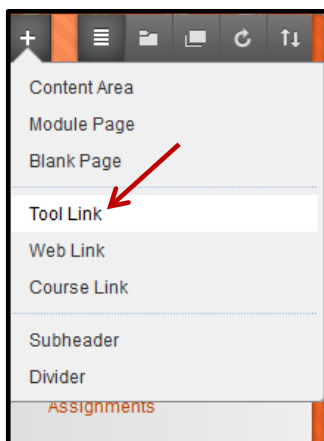 Content Area
Module Page
Blank Page
Tool Link
Web Link
Course Link
Subheader
Divider
Assignments